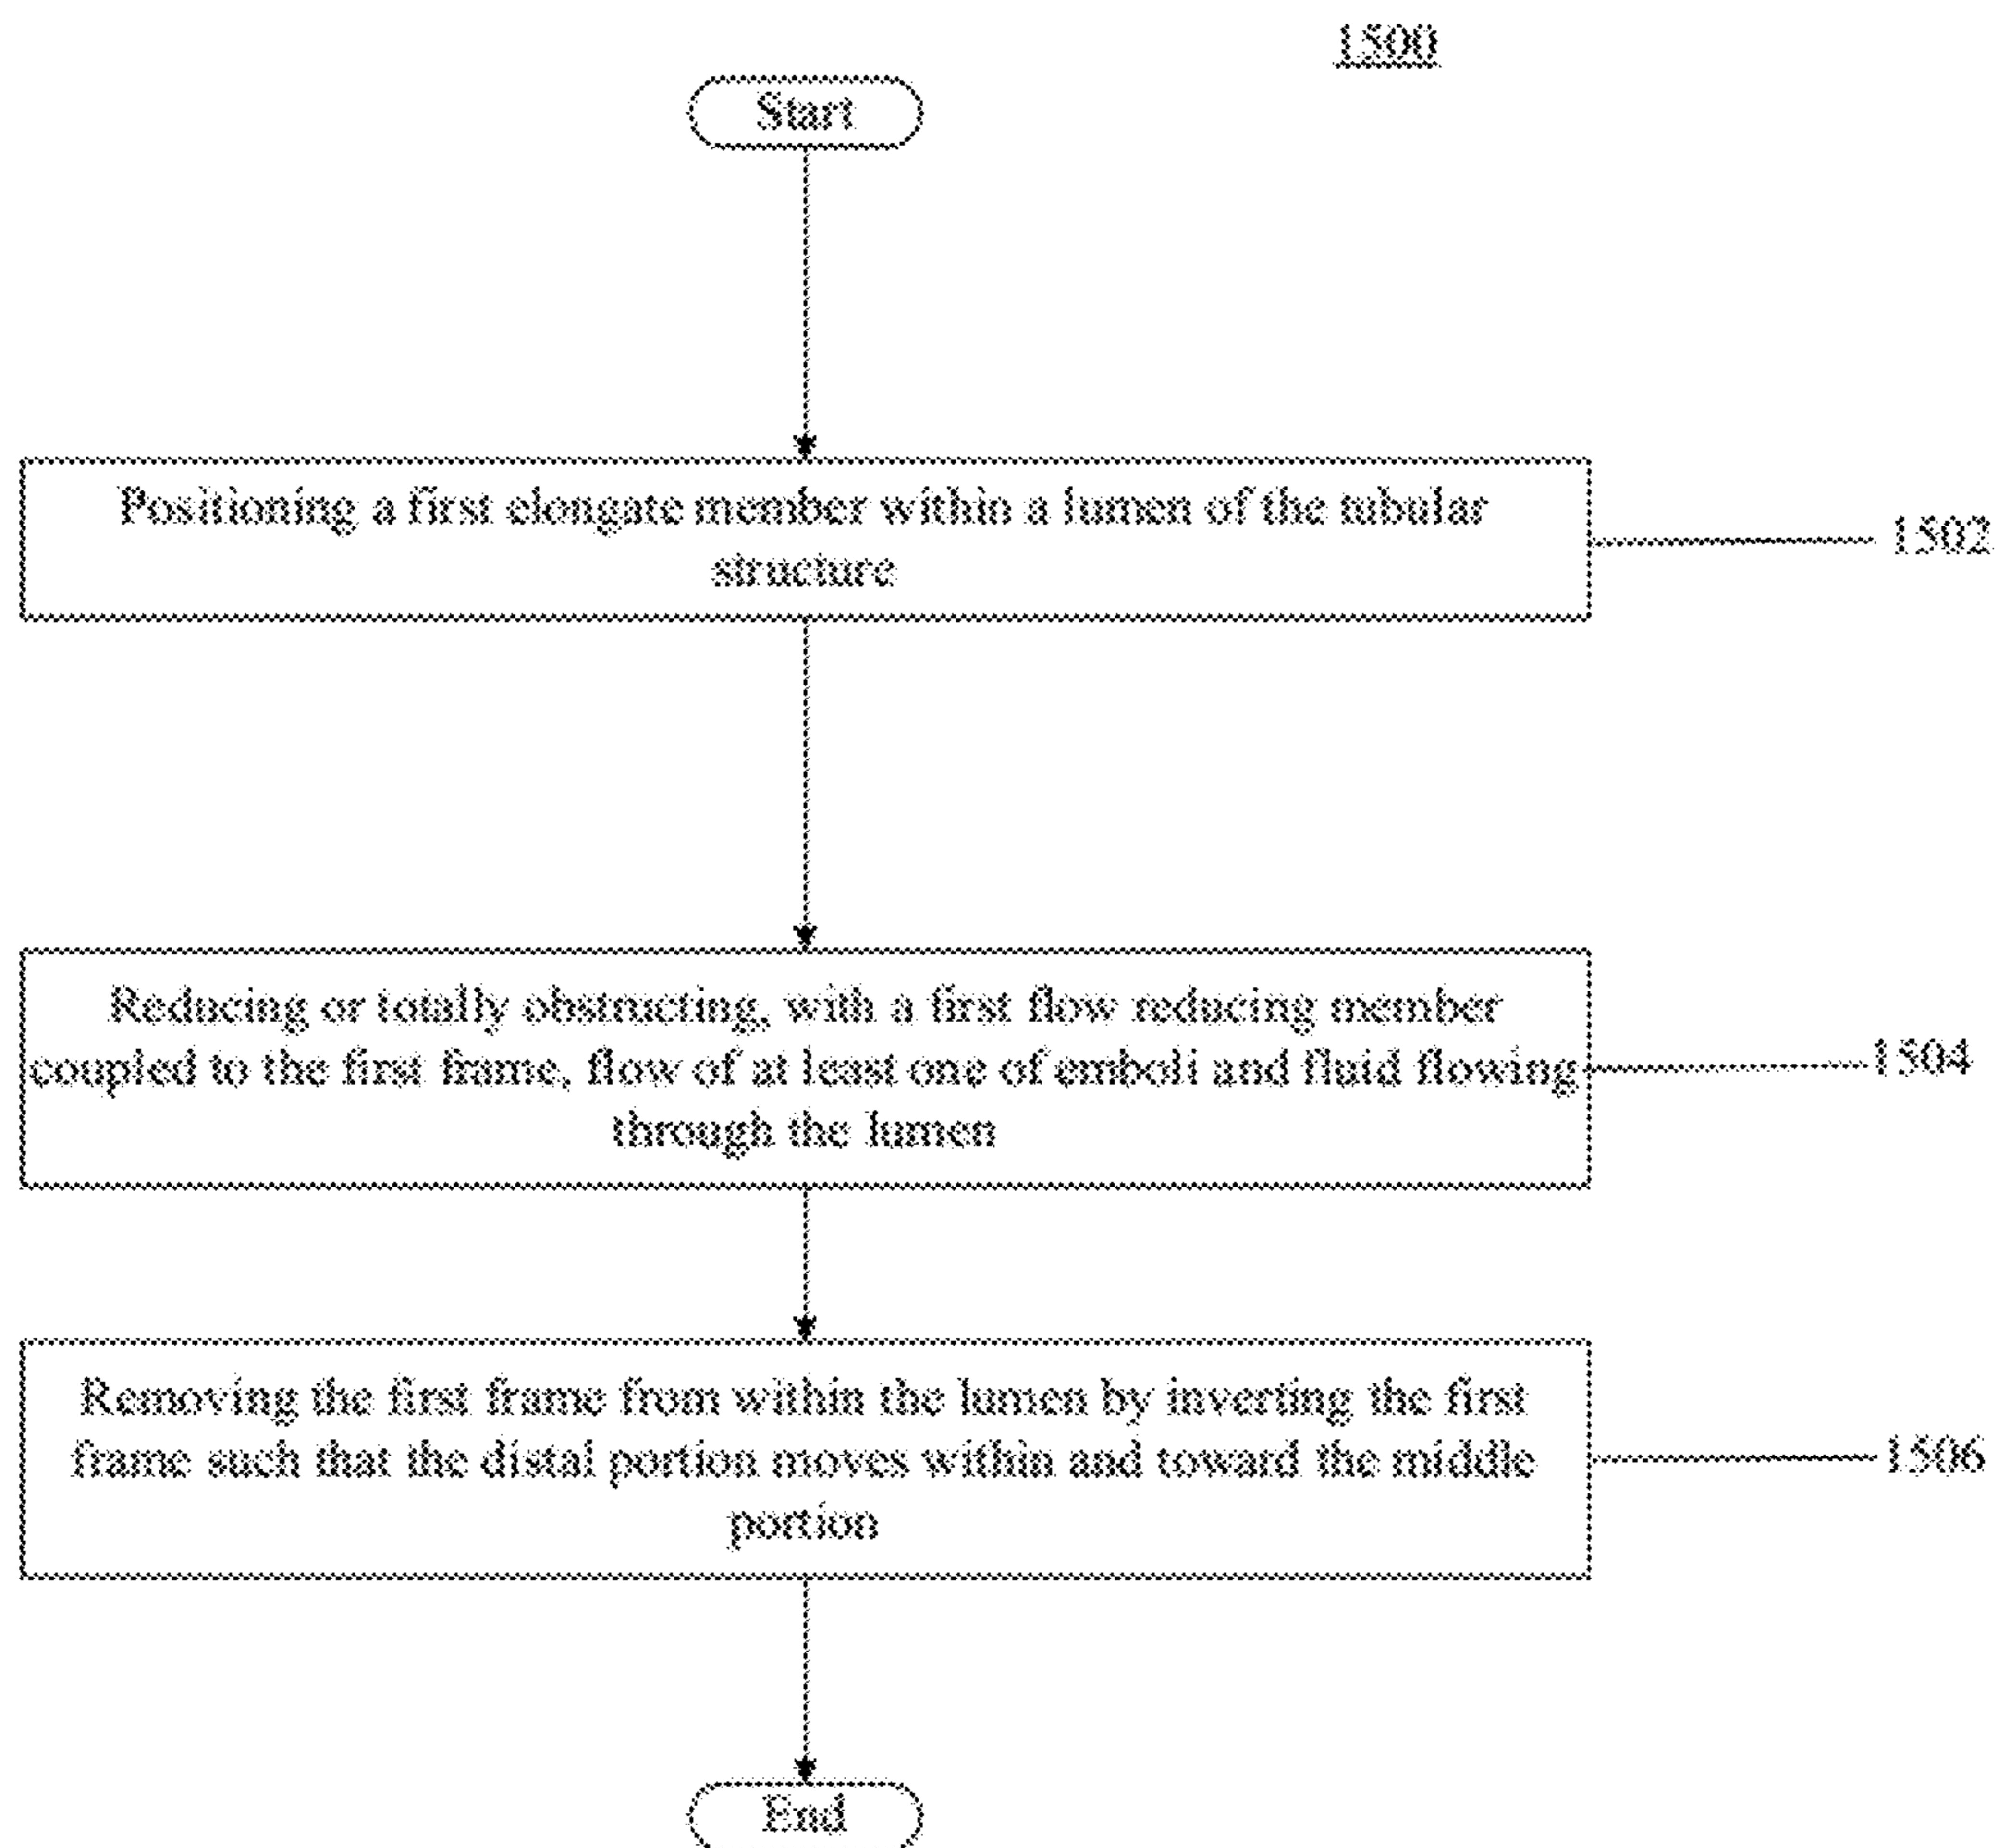 1500
Start
Positioning a first elongate member within a lumen of the tubular
structure
1502
Reducing or totally obstructing, with a first flow reducing member
coupled to the first frame, flow of at least one of emboli and fluid flowing
through the lumen
1504
Removing the first frame from within the lumen by inverting the first
frame such that the distal portion moves within and toward the middle
portion
1506
End